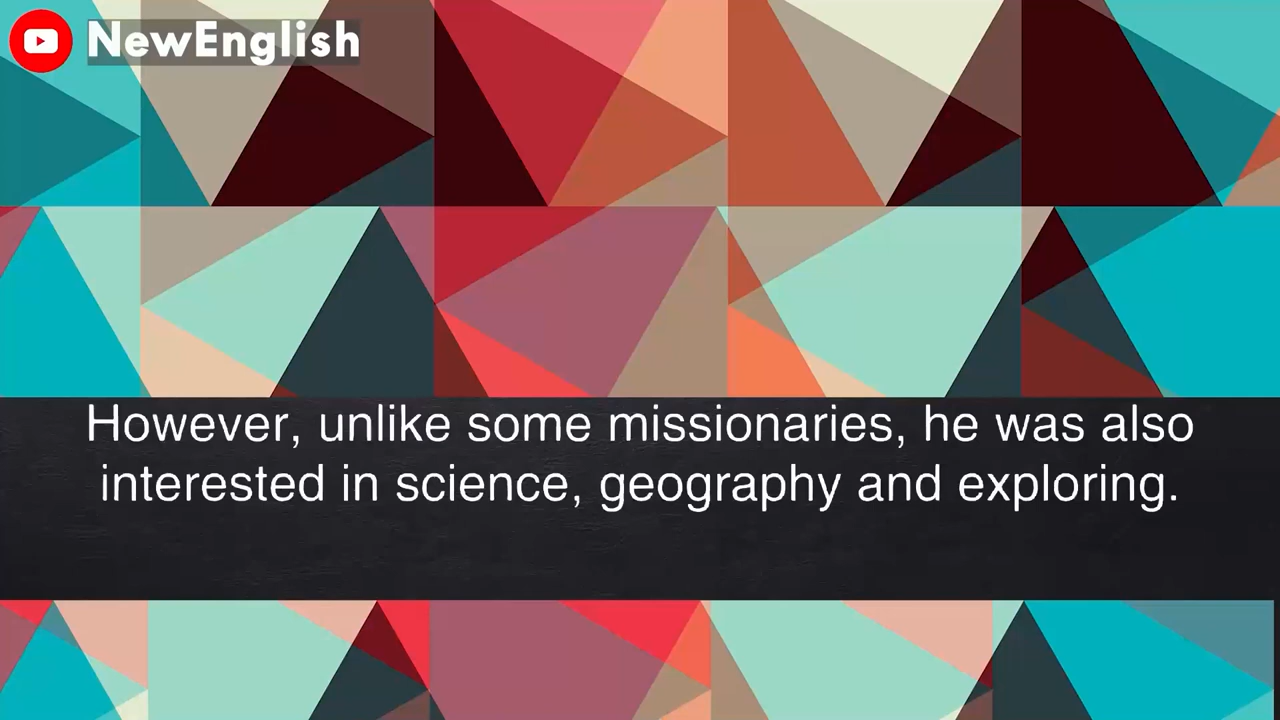 NewEnglish
However, unlike some missionaries, he was also
interested in science, geography and exploring.